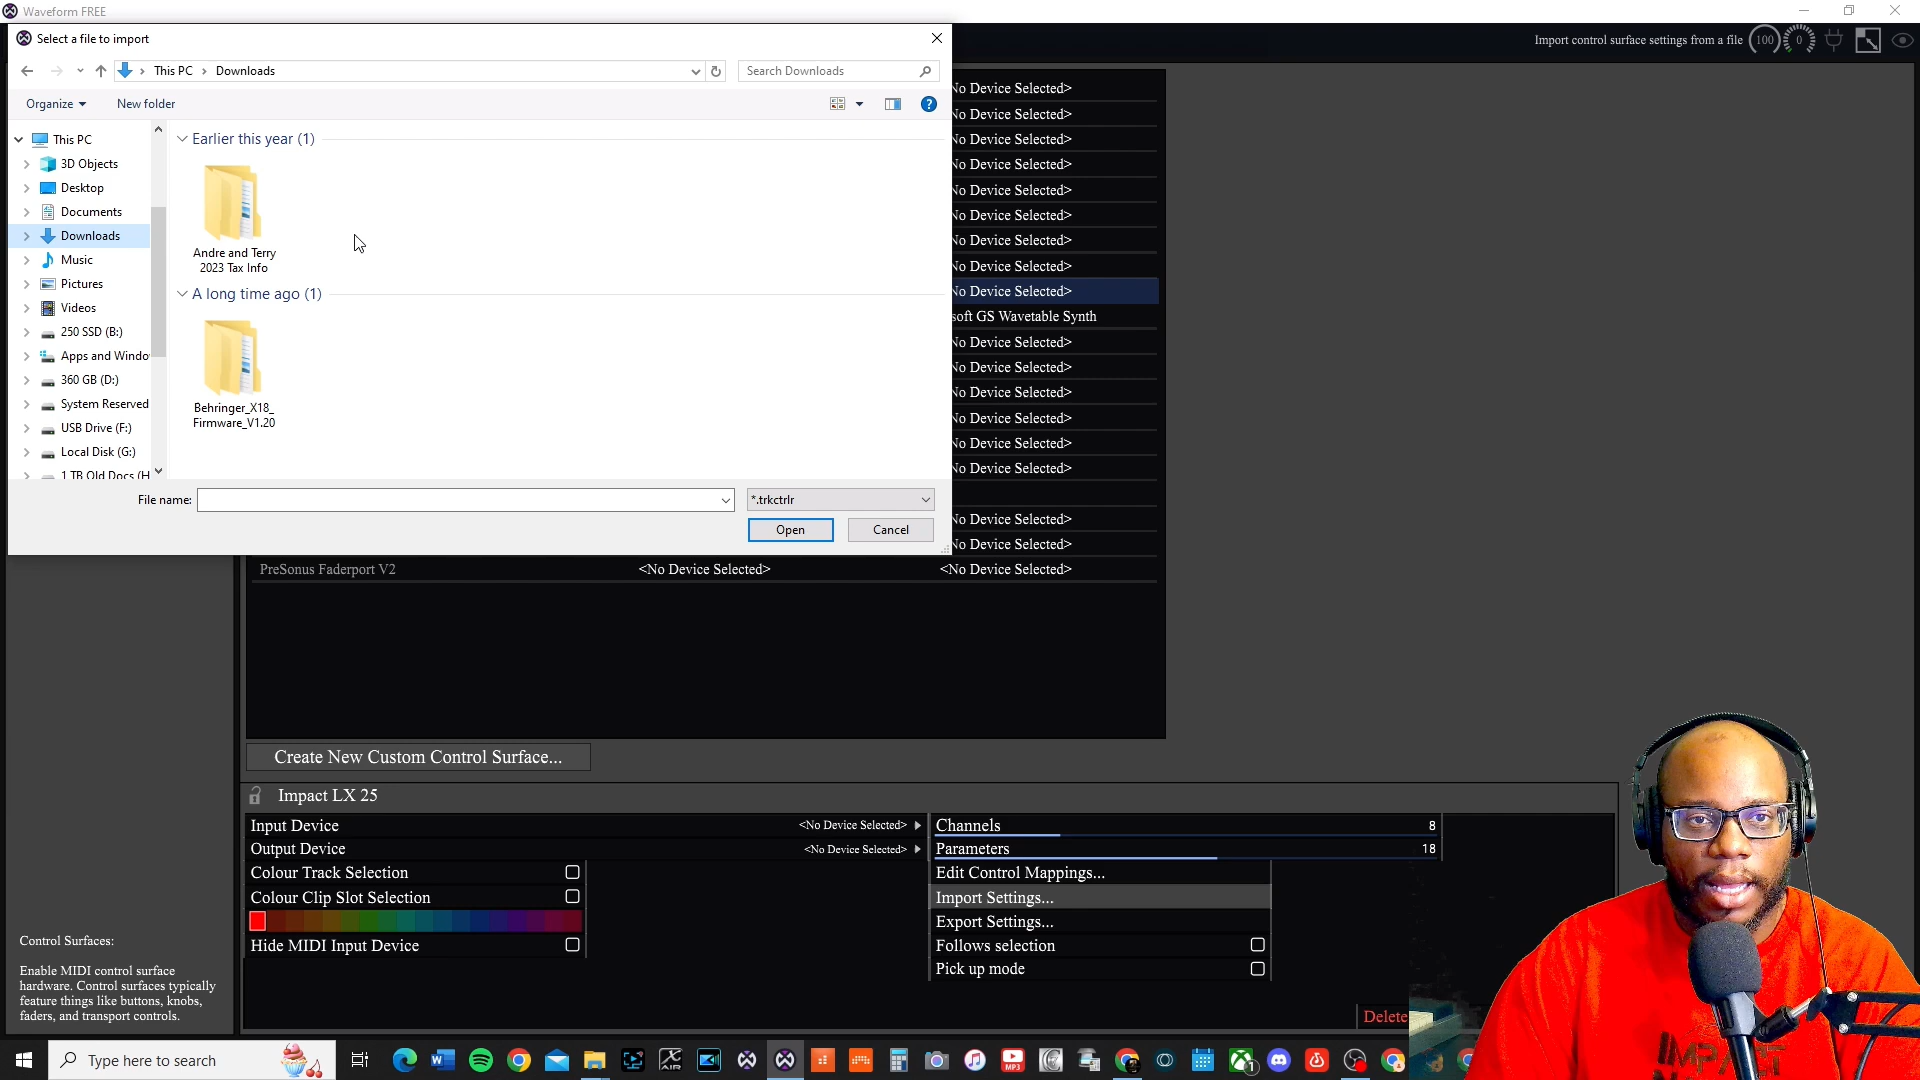 Waveform FREE
Select a file to import
Import control surface settings from a file
100
0
This PC
Downloads
Search Downloads
Organize
New folder
This PC
3D Objects
Desktop
Documents
Downloads
Music
Pictures
Videos
250 SSD (B:)
Apps and Windo
360 GB (D:)
System Reserved
USB Drive (F:)
Local Disk (G:)
1 TB Old Docs (H
Earlier this year (1)
Andre and Terry
2023 Tax Info
A long time ago (1)
Behringer_X18_
Firmware_V1.20
File name:
*.trkctrlr
Open
Cancel
No Device Selected>
No Device Selected>
No Device Selected>
No Device Selected>
No Device Selected>
No Device Selected>
No Device Selected>
No Device Selected>
No Device Selected>
soft GS Wavetable Synth
No Device Selected>
No Device Selected>
No Device Selected>
No Device Selected>
No Device Selected>
No Device Selected>
No Device Selected>
No Device Selected>
PreSonus Faderport V2 <No Device Selected> <No Device Selected>
Create New Custom Control Surface...
Impact LX 25
Input Device <No Device Selected>
Output Device <No Device Selected>
Colour Track Selection
Colour Clip Slot Selection
Hide MIDI Input Device
Channels 8
Parameters 18
Edit Control Mappings...
Import Settings...
Export Settings...
Follows selection
Pick up mode
Delete
Control Surfaces:
Enable MIDI control surface
hardware. Control surfaces typically
feature things like buttons, knobs,
faders, and transport controls.
IMPACT
Type here to search
AIR
MP3
1